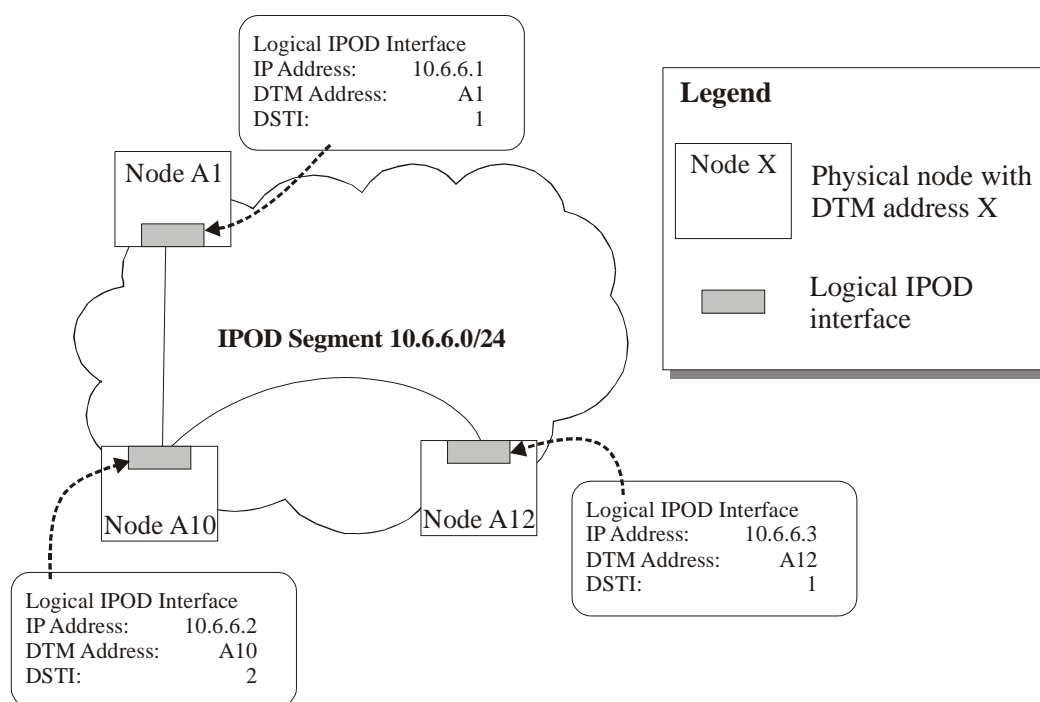 Logical IPOD Interface
IP Address: 10.6.6.1
DTM Address: A1
DSTI: 1
Legend
Node A1
Node X
Physical node with
DTM address X
Logical IPOD
interface
IPOD Segment 10.6.6.0/24
Node A10
Node A12
Logical IPOD Interface
IP Address: 10.6.6.3
DTM Address: A12
DSTI: 1
Logical IPOD Interface
IP Address: 10.6.6.2
DTM Address: A10
DSTI: 2